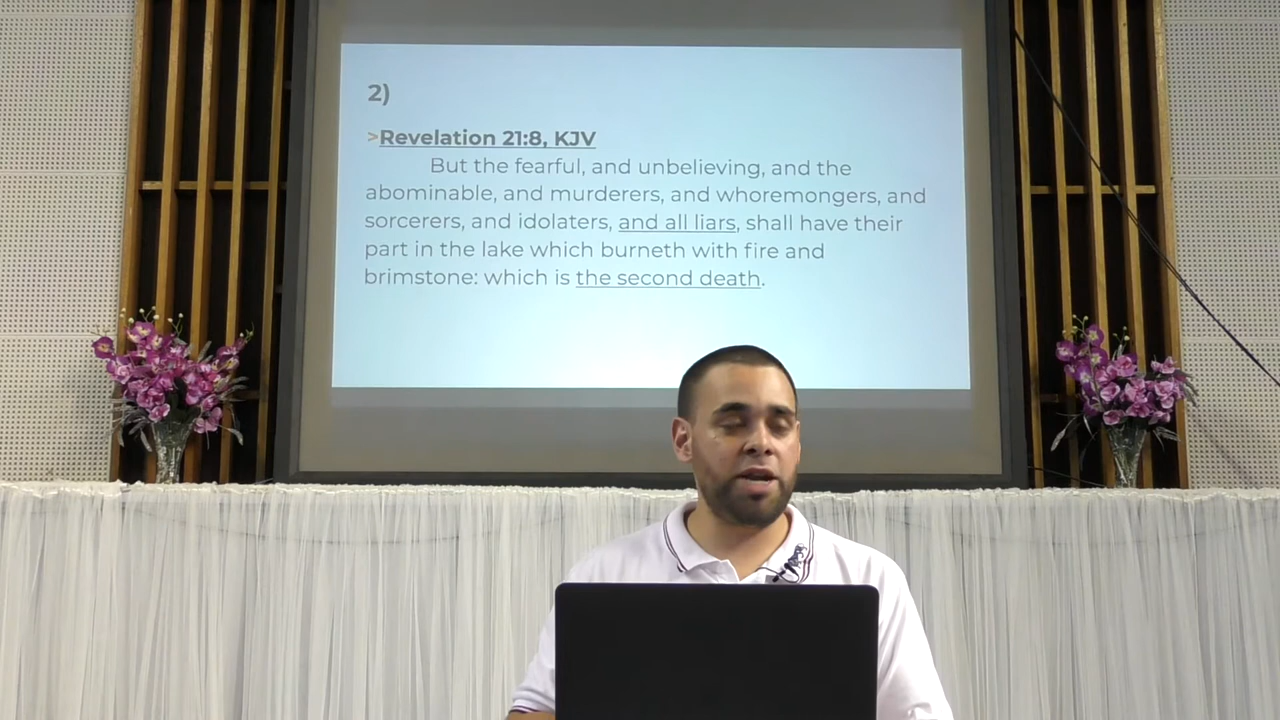 2)
>Revelation 21:8, KJV
But the fearful, and unbelieving, and the
abominable, and murderers, and whoremongers, and
sorcerers, and idolaters, and all liars, shall have their
part in the lake which burneth with fire and
brimstone: which is the second death.